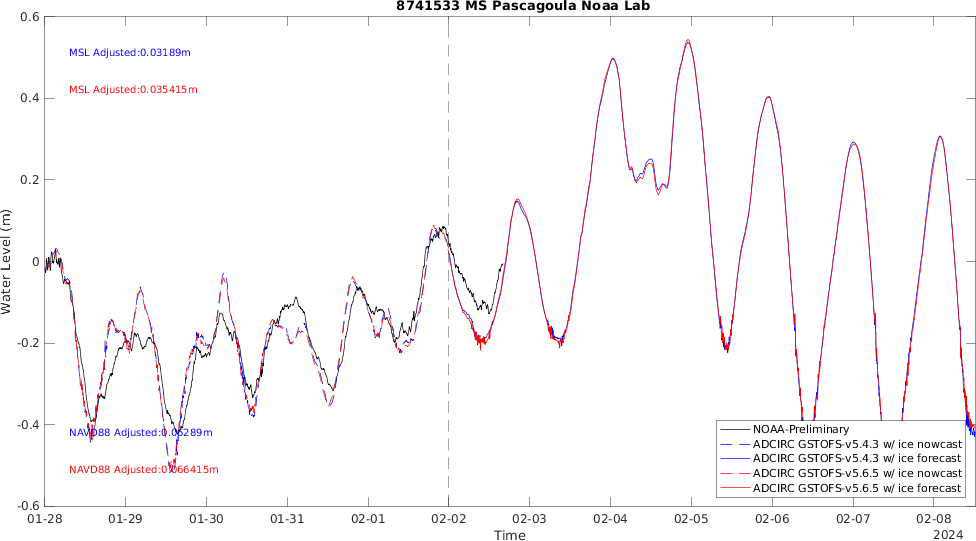 8741533 MS Pascagoula Noaa Lab
0.6
MSL Adjusted:0.03189m
MSL Adjusted:0.035415m
0.4
0.2
0
-0.2
-0.4
-0.6
Water Level (m)
NAVD88 Adjusted:0.06289m
NAVD88 Adjusted:0.066415m
NOAA-Preliminary
ADCIRC GSTOFS-v5.4.3 w/ ice nowcast
ADCIRC GSTOFS-v5.4.3 w/ ice forecast
ADCIRC GSTOFS-v5.6.5 w/ ice nowcast
ADCIRC GSTOFS-v5.6.5 w/ ice forecast
01-28 01-29 01-30 01-31 02-01 02-02 02-03 02-04 02-05 02-06 02-07 02-08
Time
2024